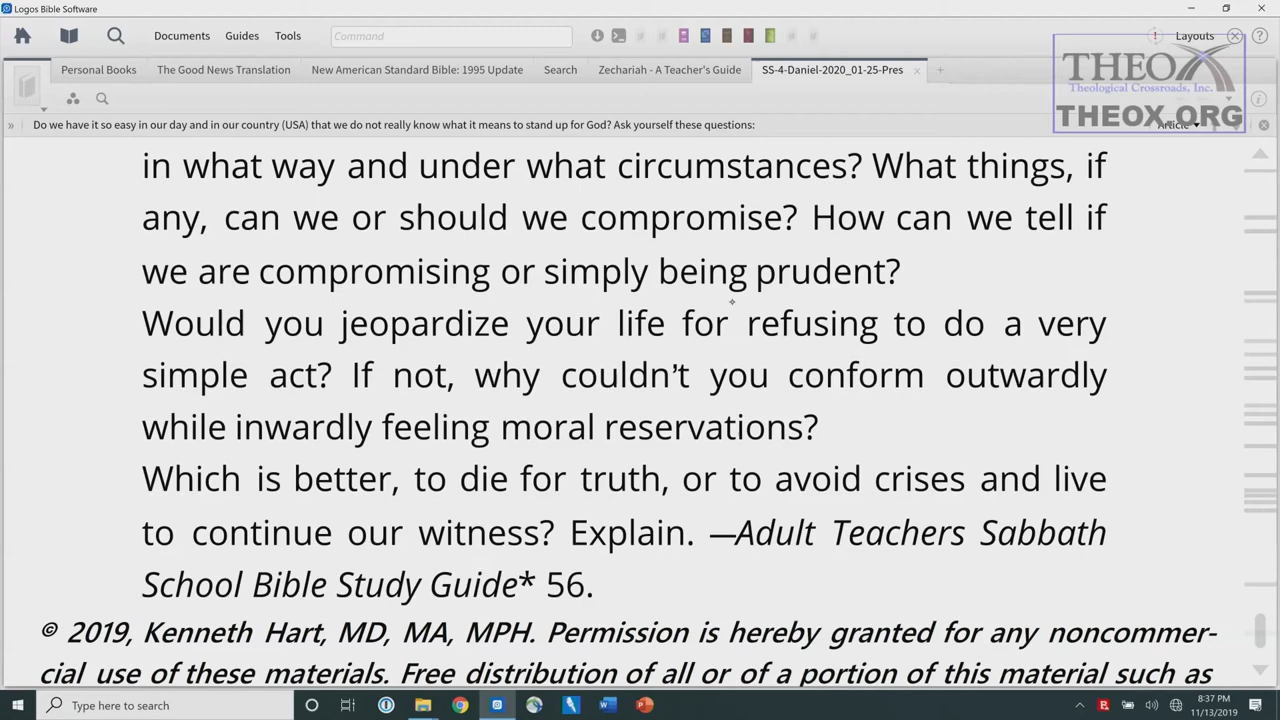 Logos Bible Software
Documents Guides Tools Command Layouts
THEOX
Theological Crossroads, Inc.
THEOX.ORG
Personal Books The Good News Translation New American Standard Bible: 1995 Update Search Zechariah - A Teacher's Guide SS-4-Daniel-2020_01-25-Pres
Do we have it so easy in our day and in our country (USA) that we do not really know what it means to stand up for God? Ask yourself these questions:
Article
in what way and under what circumstances? What things, if
any, can we or should we compromise? How can we tell if
we are compromising or simply being prudent?
Would you jeopardize your life for refusing to do a very
simple act? If not, why couldn’t you conform outwardly
while inwardly feeling moral reservations?
Which is better, to die for truth, or to avoid crises and live
to continue our witness? Explain. —Adult Teachers Sabbath
School Bible Study Guide* 56.
© 2019, Kenneth Hart, MD, MA, MPH. Permission is hereby granted for any noncommer-
cial use of these materials. Free distribution of all or of a portion of this material such as
Type here to search
8:37 PM
11/13/2019